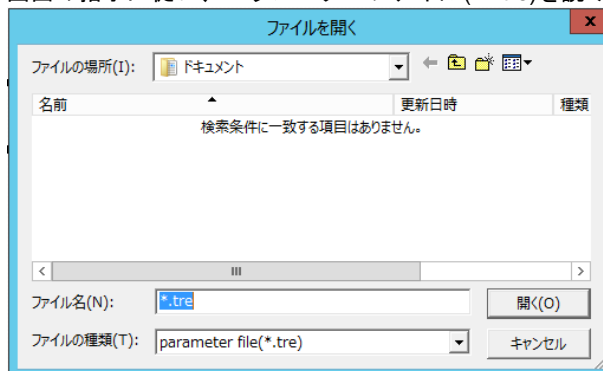 ファイルを開く
x
ファイルの場所(I):
ドキュメント
名前
更新日時
種類
検索条件に一致する項目はありません。
ファイル名(N):
*.tre
開く(O)
ファイルの種類(T):
parameter file(*.tre)
キャンセル